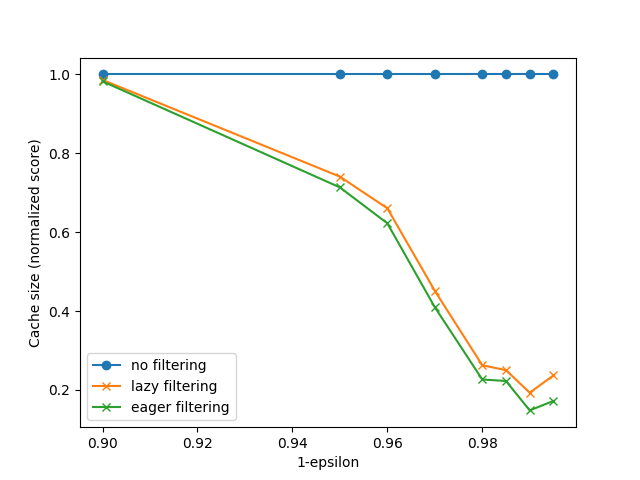 Cache size (normalized score)
1.0
0.8
0.6
0.4
0.2
no filtering
lazy filtering
eager filtering
0.90 0.92 0.94 0.96 0.98
1-epsilon